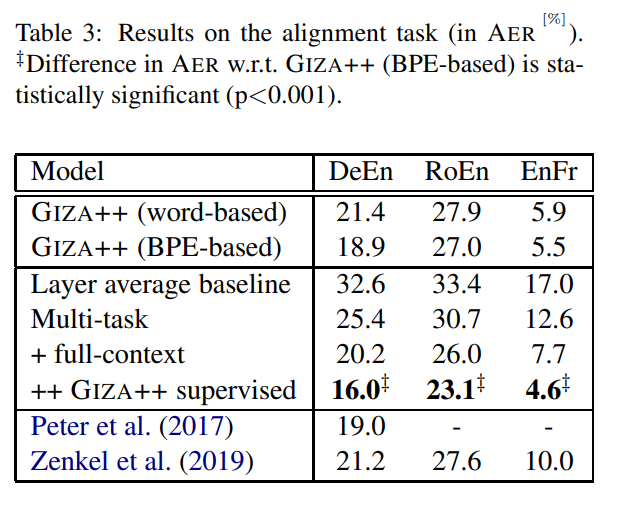 Table 3: Results on the alignment task (in AER [%]).
‡Difference in AER w.r.t. GIZA++ (BPE-based) is sta-
tistically significant (p<0.001).
Model DeEn RoEn EnFr
GIZA++ (word-based) 21.4 27.9 5.9
GIZA++ (BPE-based) 18.9 27.0 5.5
Layer average baseline 32.6 33.4 17.0
Multi-task 25.4 30.7 12.6
+ full-context 20.2 26.0 7.7
++ GIZA++ supervised 16.0‡ 23.1‡ 4.6‡
Peter et al. (2017) 19.0 - -
Zenkel et al. (2019) 21.2 27.6 10.0